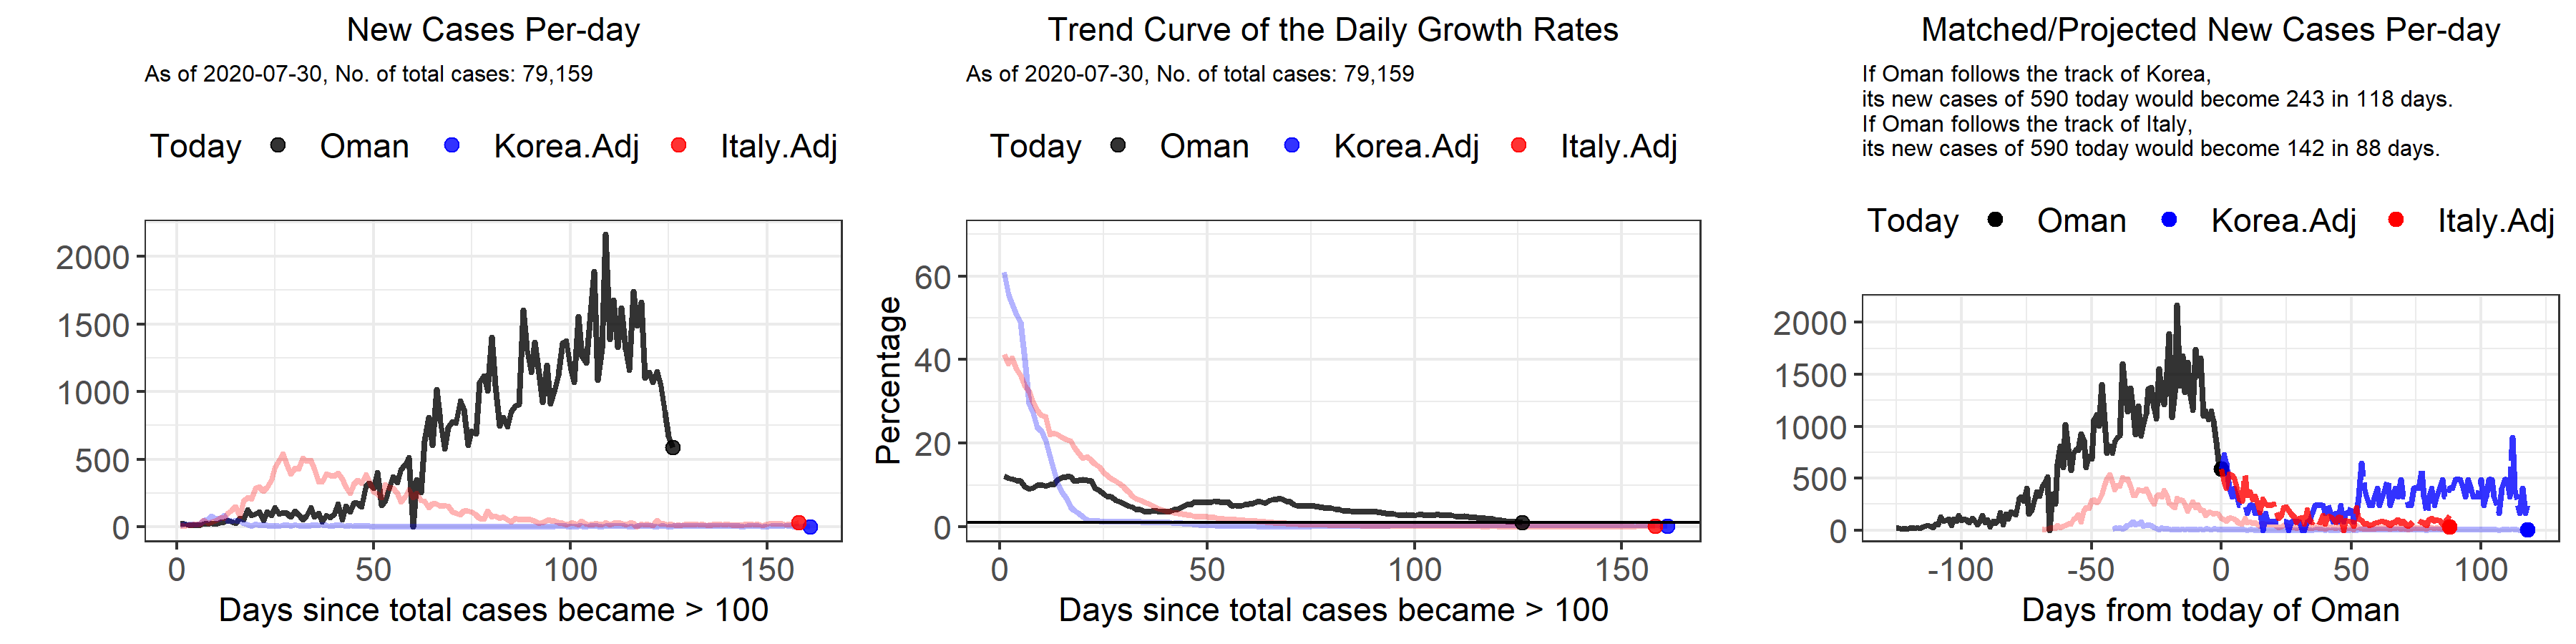 New Cases Per-day
As of 2020-07-30, No. of total cases: 79,159
Today Oman Korea.Adj Italy.Adj
2000
1500
1000
500
0
0 50 100 150
Days since total cases became > 100
Trend Curve of the Daily Growth Rates
As of 2020-07-30, No. of total cases: 79,159
Today Oman Korea.Adj Italy.Adj
Percentage
60
40
20
0
0 50 100 150
Days since total cases became > 100
Matched/Projected New Cases Per-day
If Oman follows the track of Korea,
its new cases of 590 today would become 243 in 118 days.
If Oman follows the track of Italy,
its new cases of 590 today would become 142 in 88 days.
Today Oman Korea.Adj Italy.Adj
2000
1500
1000
500
0
-100 -50 0 50 100
Days from today of Oman